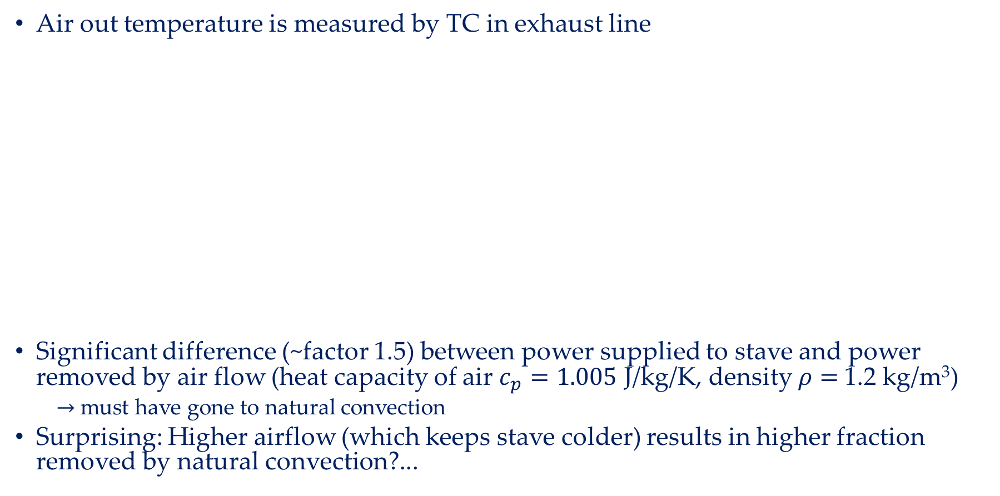 • Air out temperature is measured by TC in exhaust line
• Significant difference (~factor 1.5) between power supplied to stave and power
removed by air flow (heat capacity of air $c_p = 1.005$ J/kg/K, density $\rho = 1.2$ kg/m³)
→ must have gone to natural convection
• Surprising: Higher airflow (which keeps stave colder) results in higher fraction
removed by natural convection?...